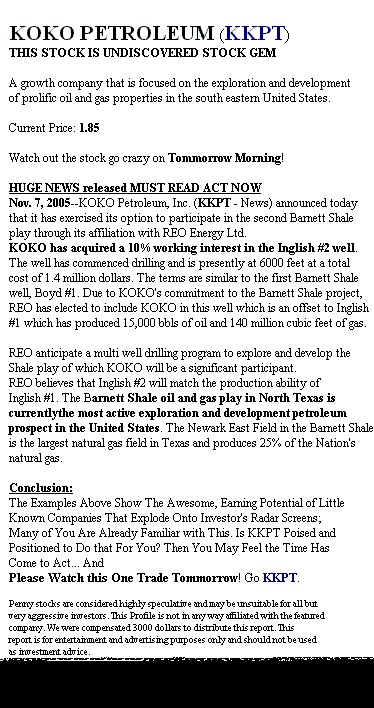 KOKO PETROLEUM (KKPT)
THIS STOCK IS UNDISCOVERED STOCK GEM
A growth company that is focused on the exploration and development
of prolific oil and gas properties in the south eastern United States.
Current Price: 1.85
Watch out the stock go crazy on Tommorrow Morning!
HUGE NEWS released MUST READ ACT NOW
Nov. 7, 2005--KOKO Petroleum, Inc. (KKPT - News) announced today
that it has exercised its option to participate in the second Barnett Shale
play through its affiliation with REO Energy Ltd.
KOKO has acquired a 10% working interest in the Inglish #2 well.
The well has commenced drilling and is presently at 6000 feet at a total
cost of 1.4 million dollars. The terms are similar to the first Barnett Shale
well, Boyd #1. Due to KOKO's commitment to the Barnett Shale project,
REO has elected to include KOKO in this well which is an offset to Inglish
#1 which has produced 15,000 bbls of oil and 140 million cubic feet of gas.
REO anticipate a multi well drilling program to explore and develop the
Shale play of which KOKO will be a significant participant.
REO believes that Inglish #2 will match the production ability of
Inglish #1. The Barnett Shale oil and gas play in North Texas is
currentlythe most active exploration and development petroleum
prospect in the United States. The Newark East Field in the Barnett Shale
is the largest natural gas field in Texas and produces 25% of the Nation's
natural gas.
Conclusion:
The Examples Above Show The Awesome, Earning Potential of Little
Known Companies That Explode Onto Investor's Radar Screens;
Many of You Are Already Familiar with This. Is KKPT Poised and
Positioned to Do that For You? Then You May Feel the Time Has
Come to Act... And
Please Watch this One Trade Tommorrow! Go KKPT.
Penny stocks are considered highly speculative and may be unsuitable for all but
very aggressive investors. This Profile is not in any way affiliated with the featured
company. We were compensated 3000 dollars to distribute this report. This
report is for entertainment and advertising purposes only and should not be used
as investment advice.